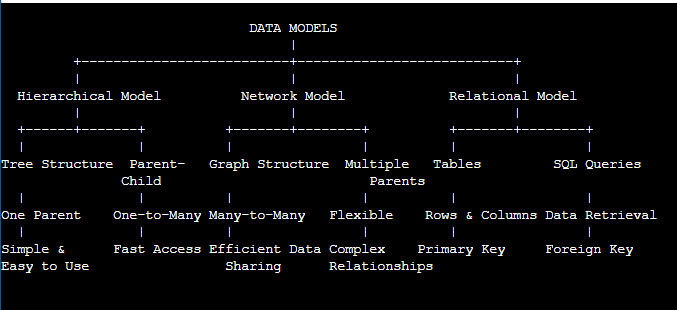 DATA MODELS
Hierarchical Model Network Model Relational Model
Tree Structure Parent- Graph Structure Multiple Tables SQL Queries
Child Parents
One Parent One-to-Many Many-to-Many Flexible Rows & Columns Data Retrieval
Simple & Fast Access Efficient Data Complex Primary Key Foreign Key
Easy to Use Sharing Relationships